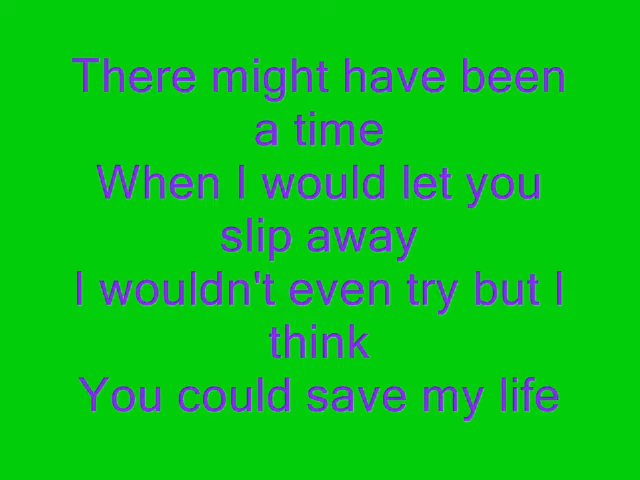 There might have been
a time
When I would let you
slip away
I wouldn't even try but I
think
You could save my life